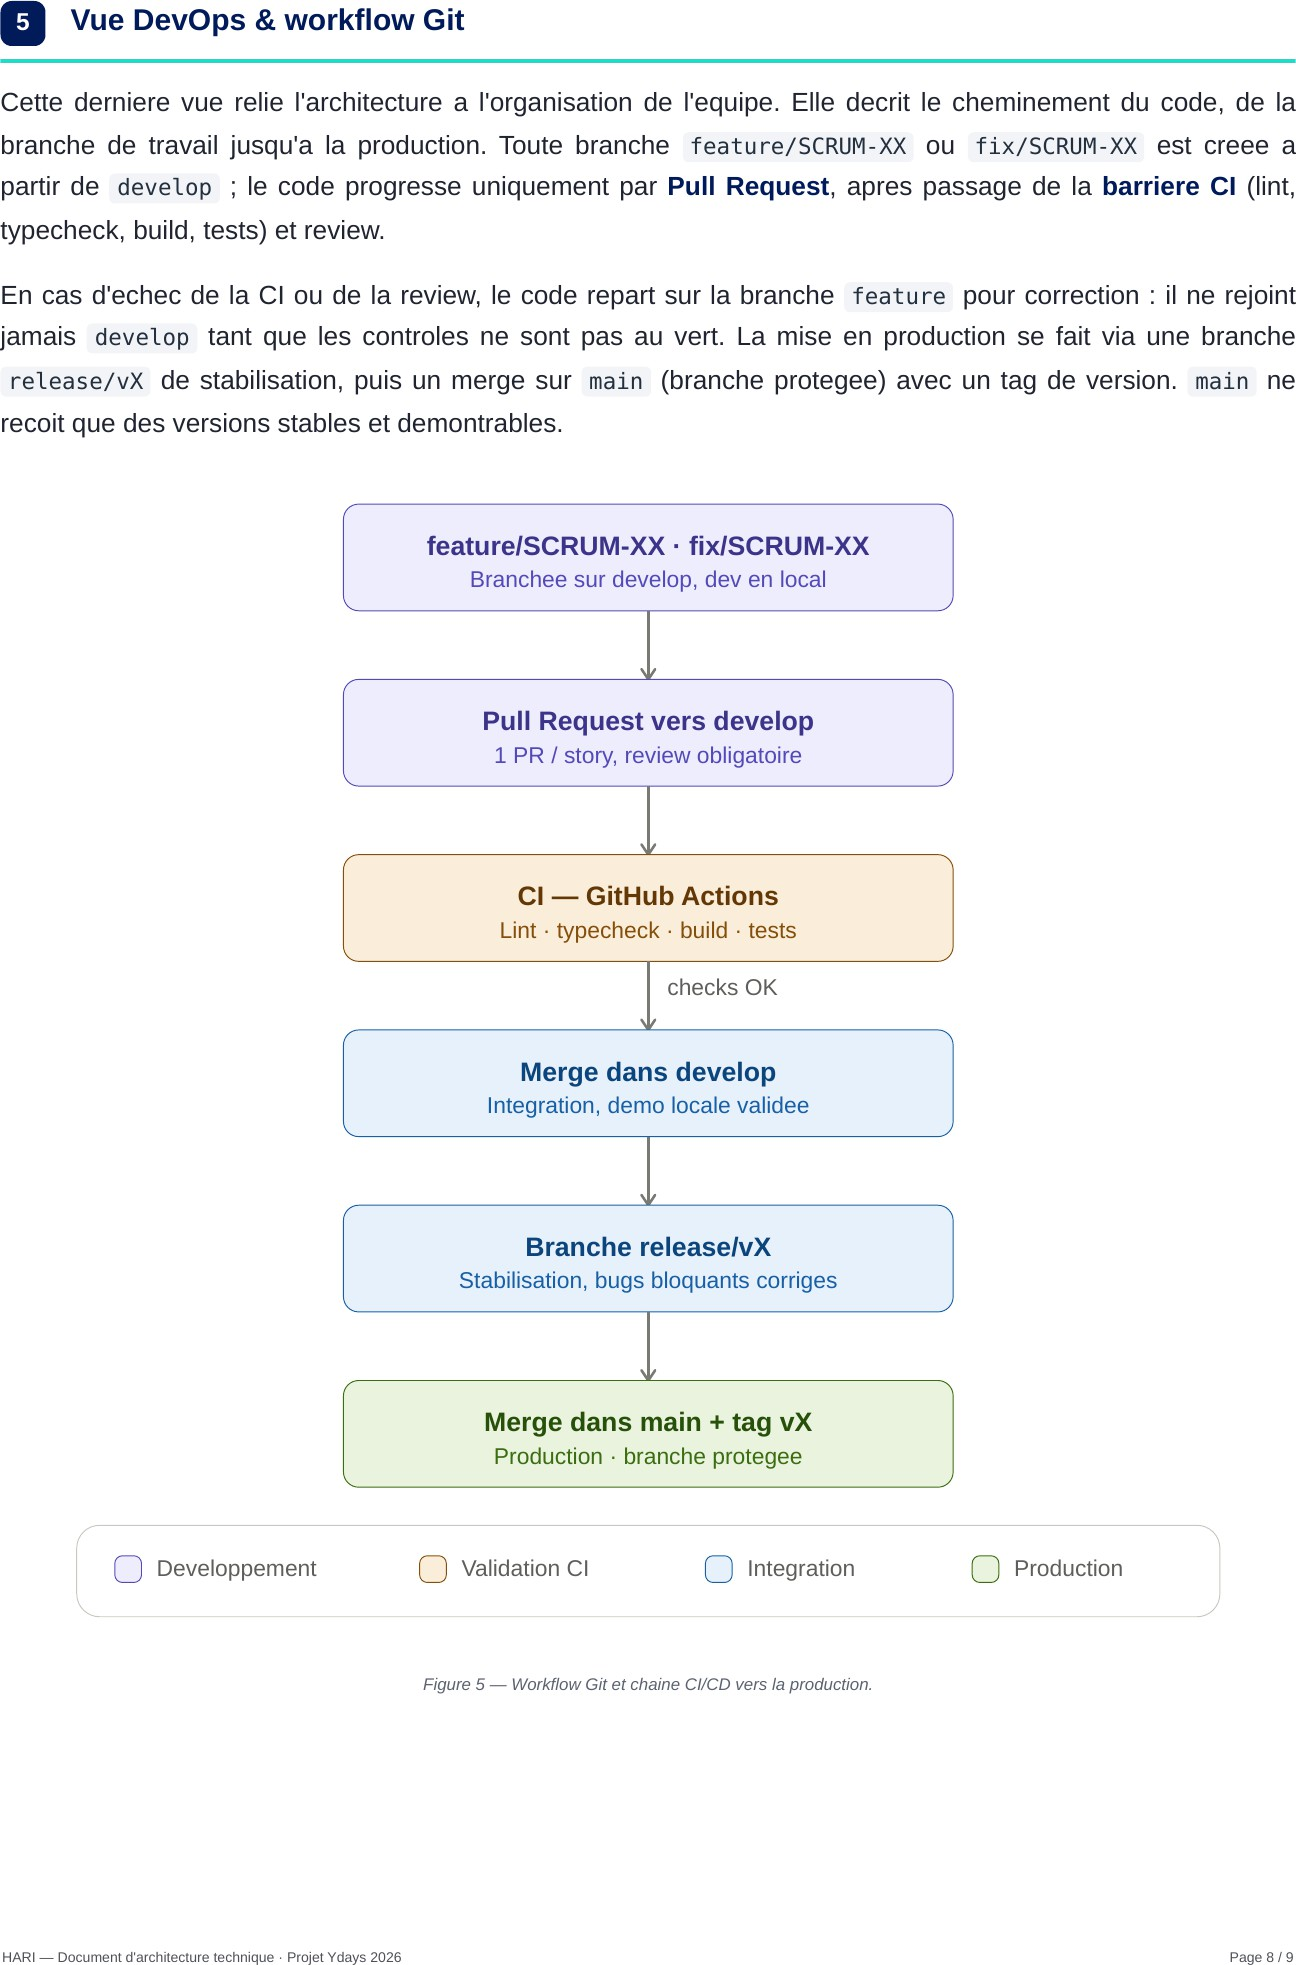 5 Vue DevOps & workflow Git
Cette derniere vue relie l'architecture a l'organisation de l'equipe. Elle decrit le cheminement du code, de la
branche de travail jusqu'a la production. Toute branche feature/SCRUM-XX ou fix/SCRUM-XX est creee a
partir de develop ; le code progresse uniquement par Pull Request, apres passage de la barriere CI (lint,
typecheck, build, tests) et review.
En cas d'echec de la CI ou de la review, le code repart sur la branche feature pour correction : il ne rejoint
jamais develop tant que les controles ne sont pas au vert. La mise en production se fait via une branche
release/vX de stabilisation, puis un merge sur main (branche protegee) avec un tag de version. main ne
recoit que des versions stables et demontrables.
feature/SCRUM-XX · fix/SCRUM-XX
Branchee sur develop, dev en local
Pull Request vers develop
1 PR / story, review obligatoire
CI — GitHub Actions
Lint · typecheck · build · tests
checks OK
Merge dans develop
Integration, demo locale validee
Branche release/vX
Stabilisation, bugs bloquants corriges
Merge dans main + tag vX
Production · branche protegee
Developpement Validation CI Integration Production
Figure 5 — Workflow Git et chaine CI/CD vers la production.
HARI — Document d'architecture technique · Projet Ydays 2026 Page 8 / 9